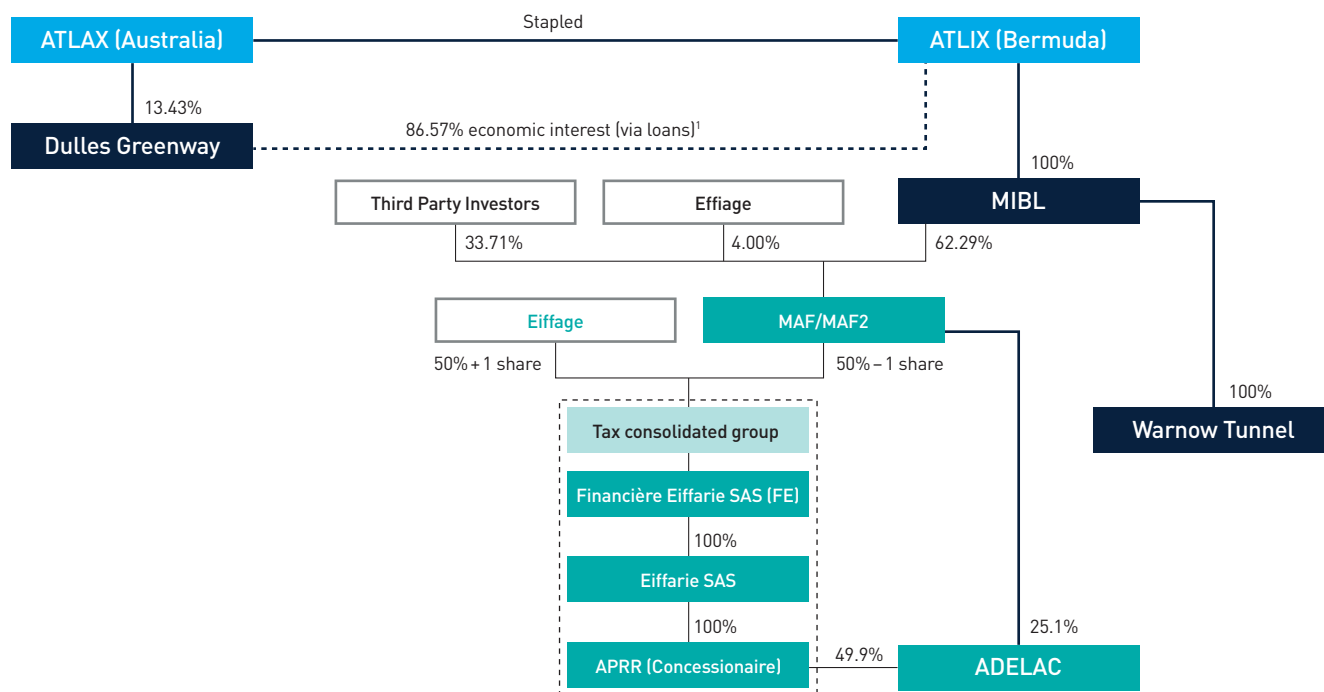 Stapled
ATLAX (Australia)
ATLIX (Bermuda)
13.43%
86.57% economic interest (via loans)¹
Dulles Greenway
100%
Third Party Investors
Effiage
MIBL
33.71%
4.00%
62.29%
Eiffage
MAF/MAF2
50% + 1 share
50% – 1 share
100%
Tax consolidated group
Warnow Tunnel
Financière Eiffarie SAS (FE)
100%
Eiffarie SAS
100%
25.1%
APRR (Concessionaire)
49.9%
ADELAC